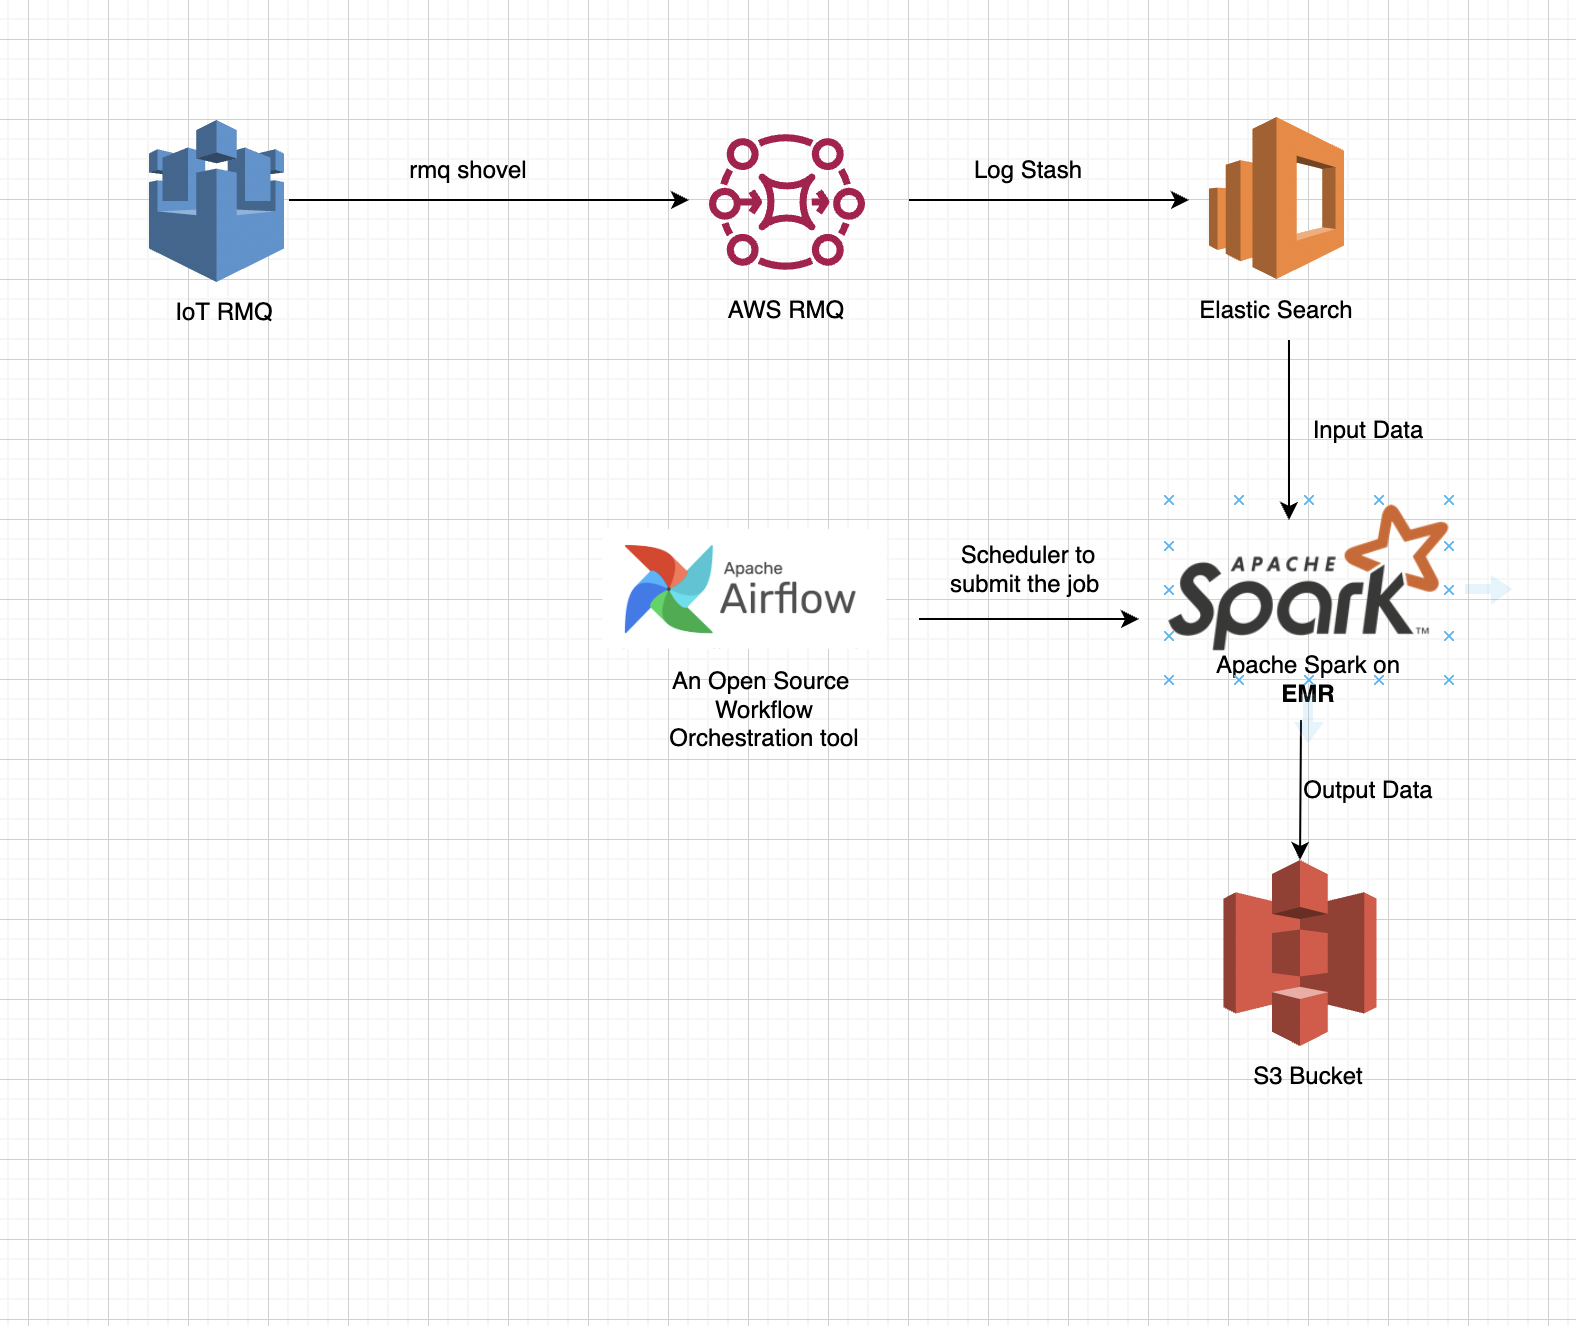 rmq shovel
Log Stash
IoT RMQ
AWS RMQ
Elastic Search
Input Data
Apache
Airflow
Scheduler to
submit the job
APACHE
Spark™
An Open Source
Workflow
Orchestration tool
Apache Spark on
EMR
Output Data
S3 Bucket